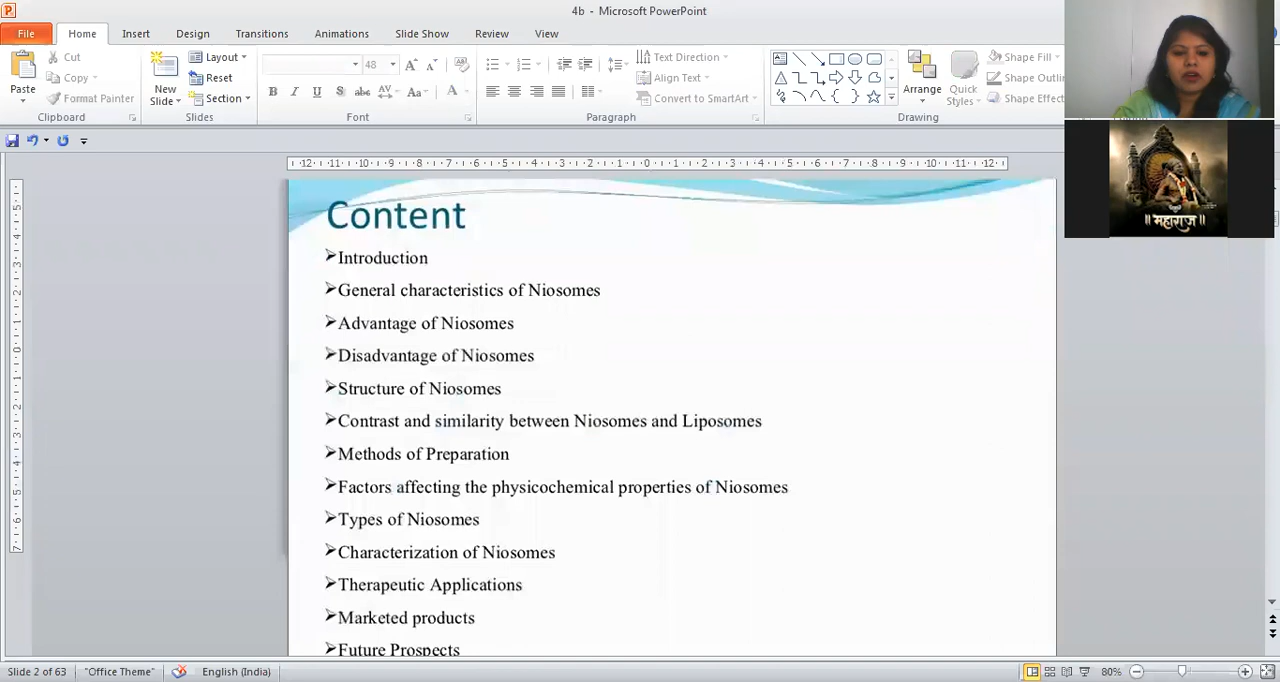 4b - Microsoft PowerPoint
File Home Insert Design Transitions Animations Slide Show Review View
Paste
Cut
Copy
Format Painter
Clipboard
New Slide
Layout
Reset
Section
Slides
48
Font
Text Direction
Align Text
Convert to SmartArt
Paragraph
Arrange
Quick Styles
Shape Fill
Shape Outli
Shape Effect
Drawing
॥ महाराज ॥
Content
Introduction
General characteristics of Niosomes
Advantage of Niosomes
Disadvantage of Niosomes
Structure of Niosomes
Contrast and similarity between Niosomes and Liposomes
Methods of Preparation
Factors affecting the physicochemical properties of Niosomes
Types of Niosomes
Characterization of Niosomes
Therapeutic Applications
Marketed products
Future Prospects
Slide 2 of 63 "Office Theme" English (India) 80%